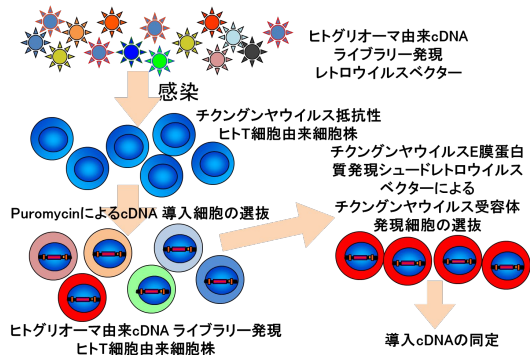 ヒトグリオーマ由来cDNA
ライブラリー発現
レトロウイルスベクター
感染
チクングンヤウイルス抵抗性
ヒトT細胞由来細胞株
チクングンヤウイルスE膜蛋白
質発現シュードレトロウイルス
ベクターによる
チクングンヤウイルス受容体
発現細胞の選抜
PuromycinによるcDNA 導入細胞の選抜
ヒトグリオーマ由来cDNA ライブラリー発現
ヒトT細胞由来細胞株
導入cDNAの同定